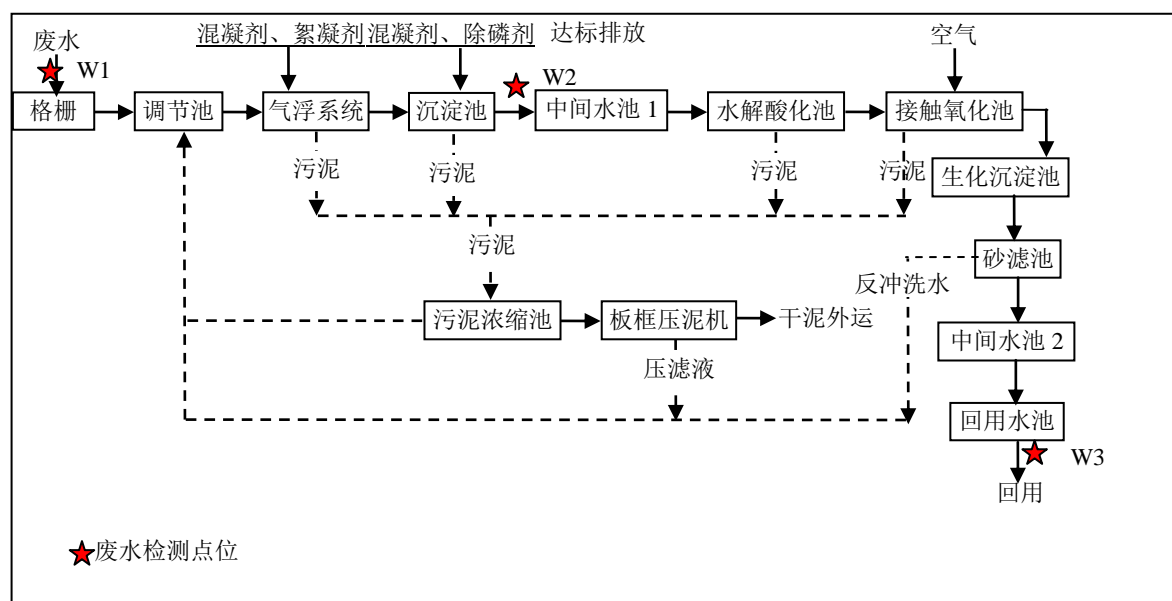 废水
混凝剂、絮凝剂
混凝剂、除磷剂
达标排放
空气
W1
W2
格栅
调节池
气浮系统
沉淀池
中间水池 1
水解酸化池
接触氧化池
污泥
污泥
污泥
污泥
生化沉淀池
污泥
砂滤池
反冲洗水
污泥浓缩池
板框压泥机
干泥外运
中间水池 2
压滤液
回用水池
W3
回用
废水检测点位